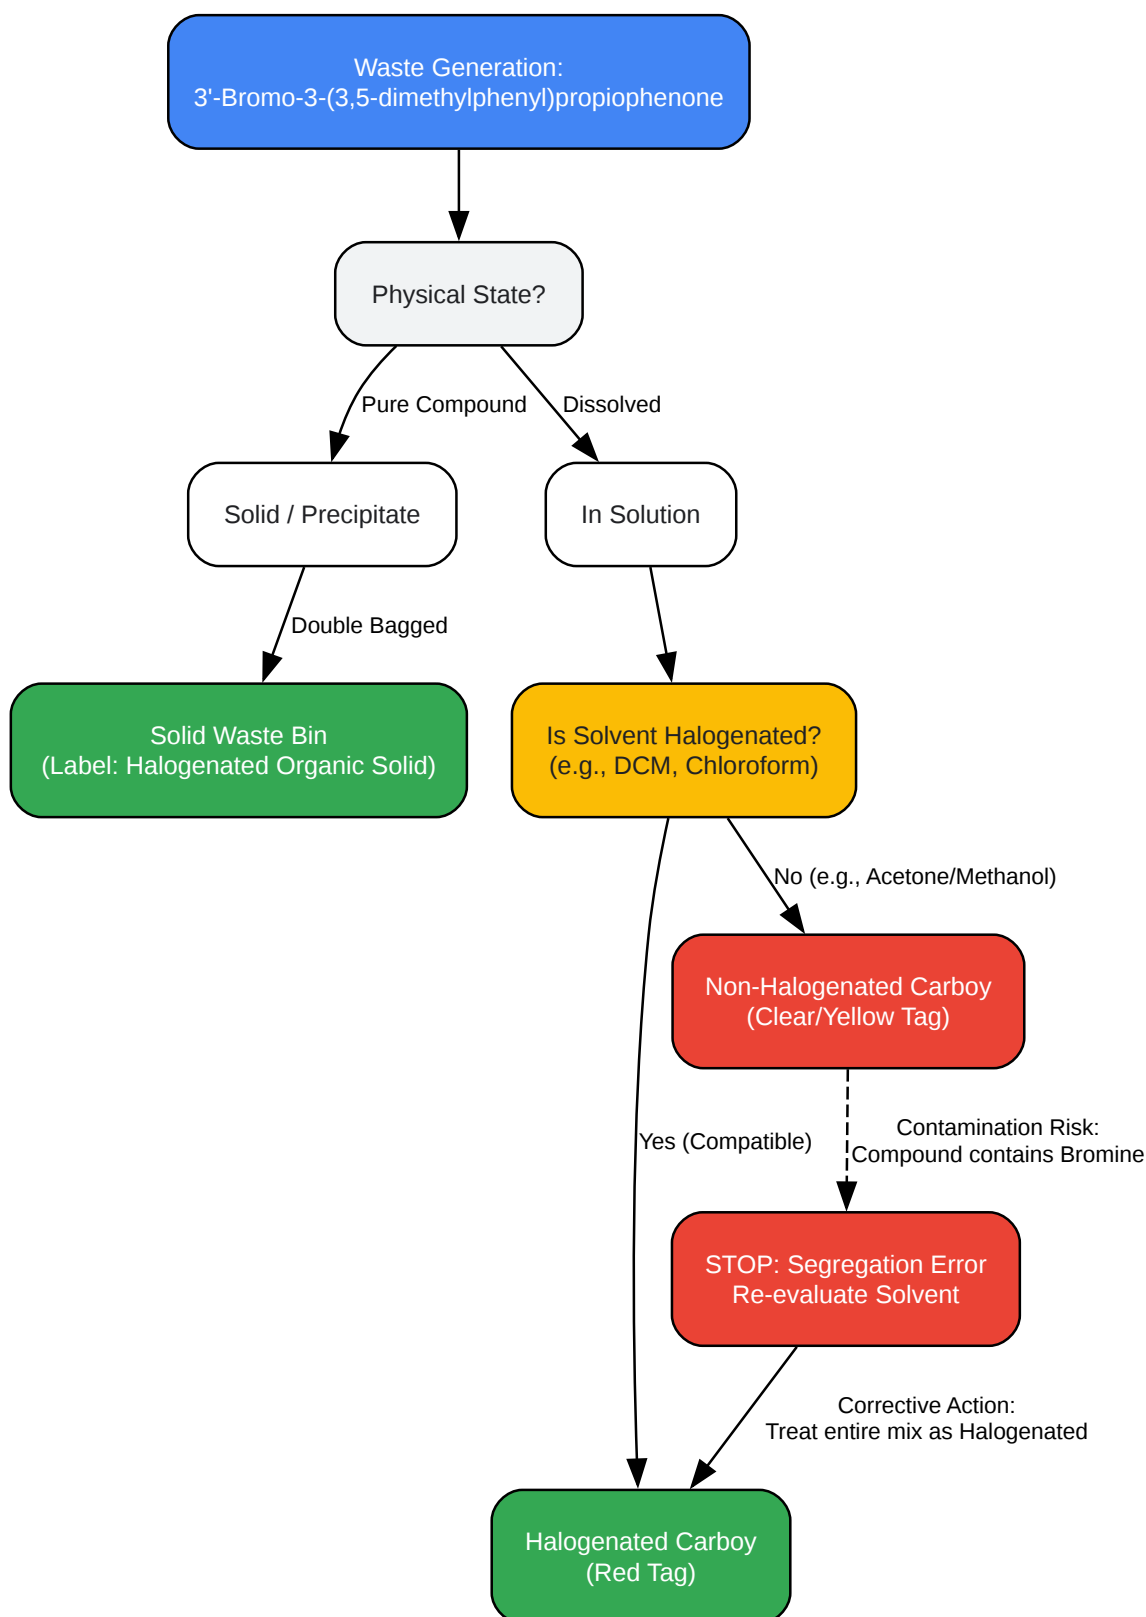 Waste Generation:
3'-Bromo-3-(3,5-dimethylphenyl)propiophenone
Physical State?
Pure Compound
Dissolved
Solid / Precipitate
In Solution
Double Bagged
Solid Waste Bin
(Label: Halogenated Organic Solid)
Is Solvent Halogenated?
(e.g., DCM, Chloroform)
No (e.g., Acetone/Methanol)
Non-Halogenated Carboy
(Clear/Yellow Tag)
Yes (Compatible)
Contamination Risk:
Compound contains Bromine
STOP: Segregation Error
Re-evaluate Solvent
Corrective Action:
Treat entire mix as Halogenated
Halogenated Carboy
(Red Tag)